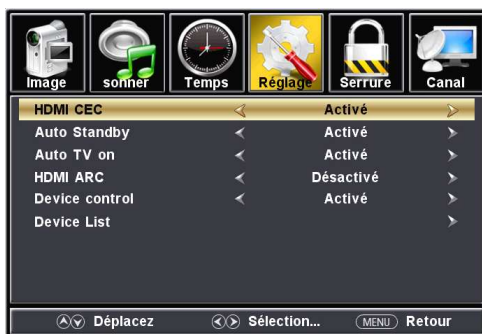 Image sonner Temps Réglage Serrure Canal
HDMI CEC Activé
Auto Standby Activé
Auto TV on Activé
HDMI ARC Désactivé
Device control Activé
Device List
Déplacez Sélection... MENU Retour